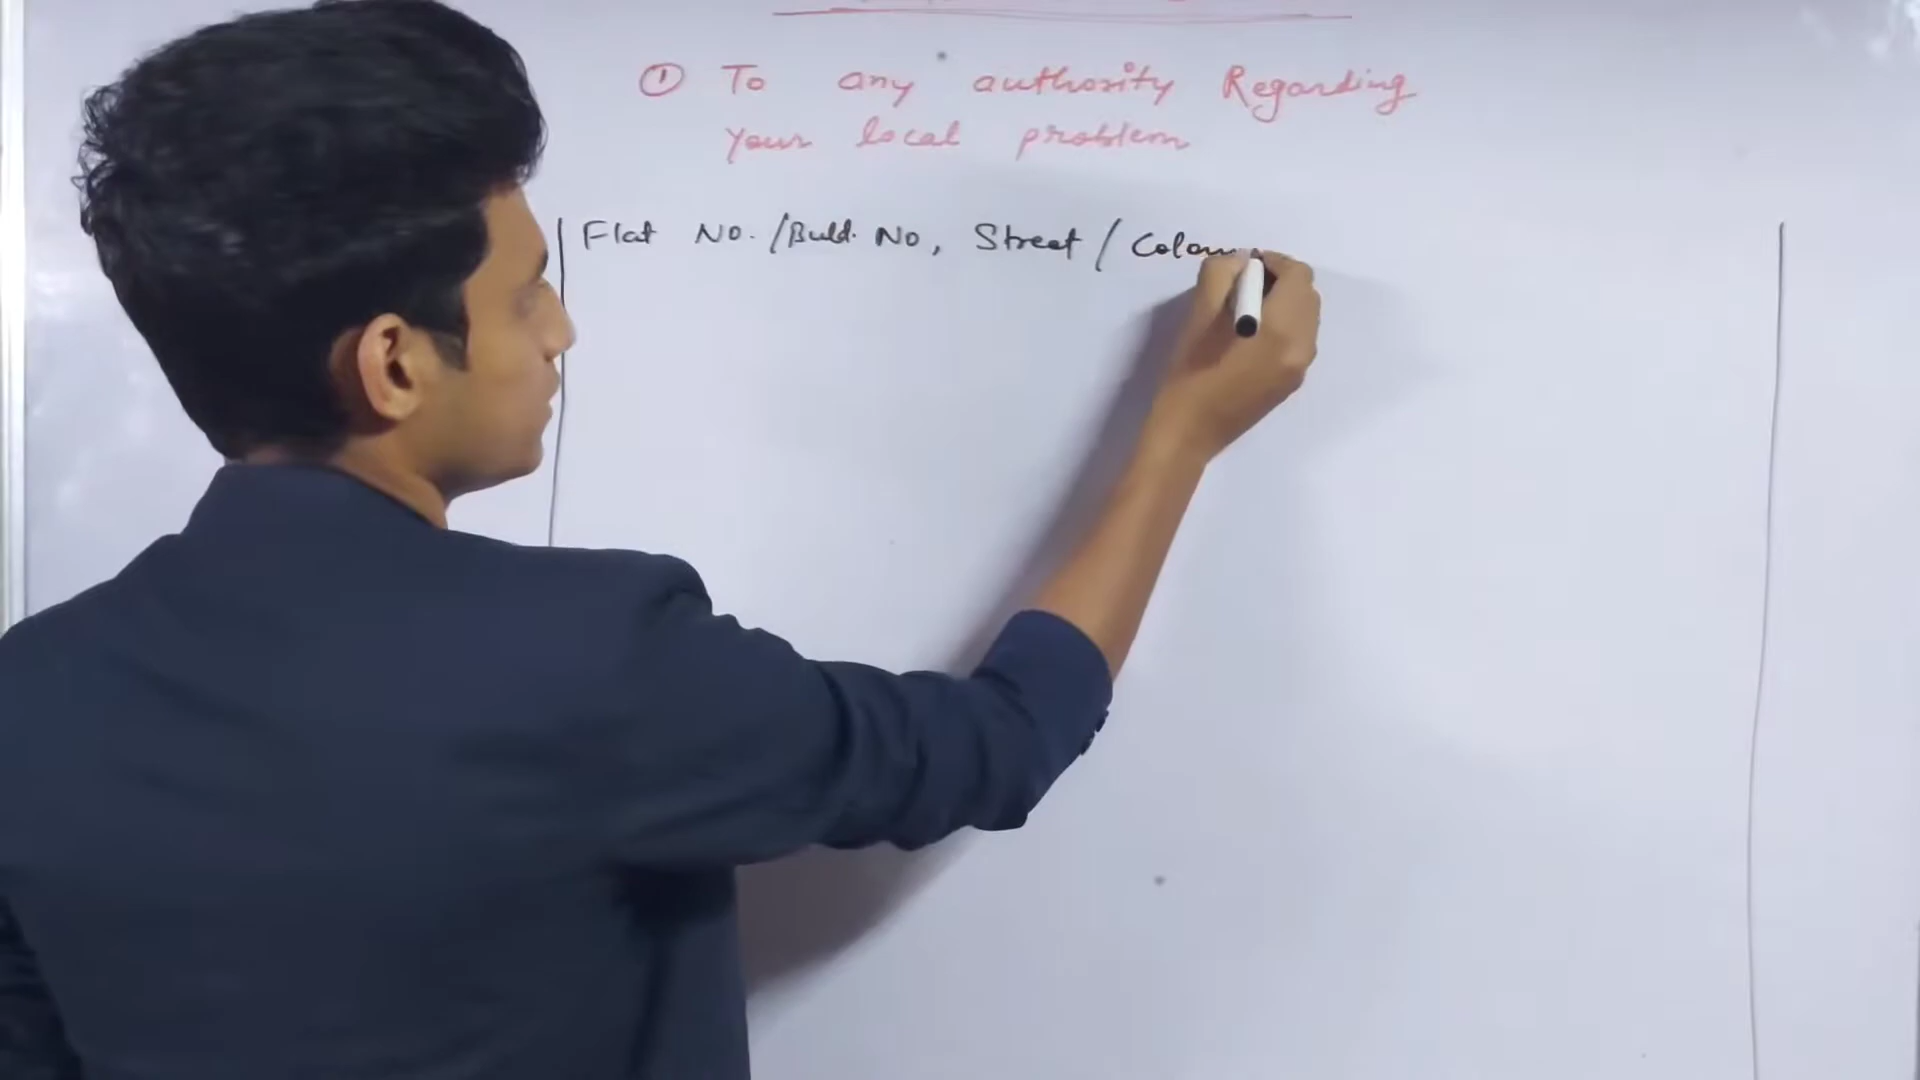 ① To any authority Regarding
Your local problem
Flat No. /Buld. No, Street / Colon